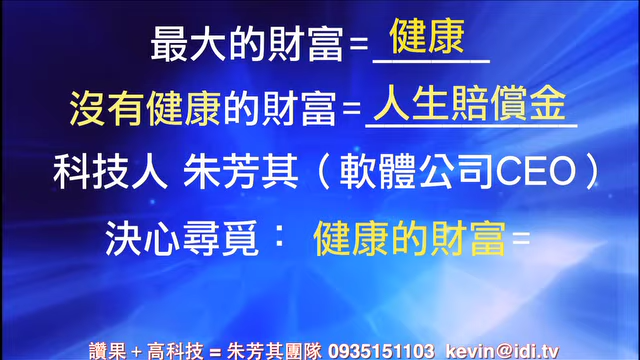 最大的財富=健康
沒有健康的財富=人生賠償金
科技人 朱芳其（軟體公司CEO）
決心尋覓： 健康的財富=
讚果+高科技 = 朱芳其團隊 0935151103 kevin@idi.tv